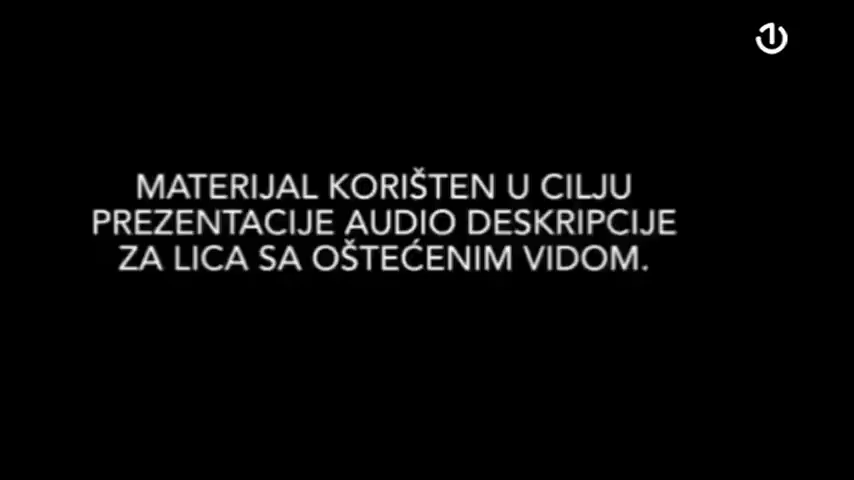 MATERIJAL KORIŠTEN U CILJU
PREZENTACIJE AUDIO DESKRIPCIJE
ZA LICA SA OŠTEĆENIM VIDOM.